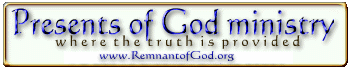 Presents of God ministry
where the truth is provided
www.RemnantofGod.org